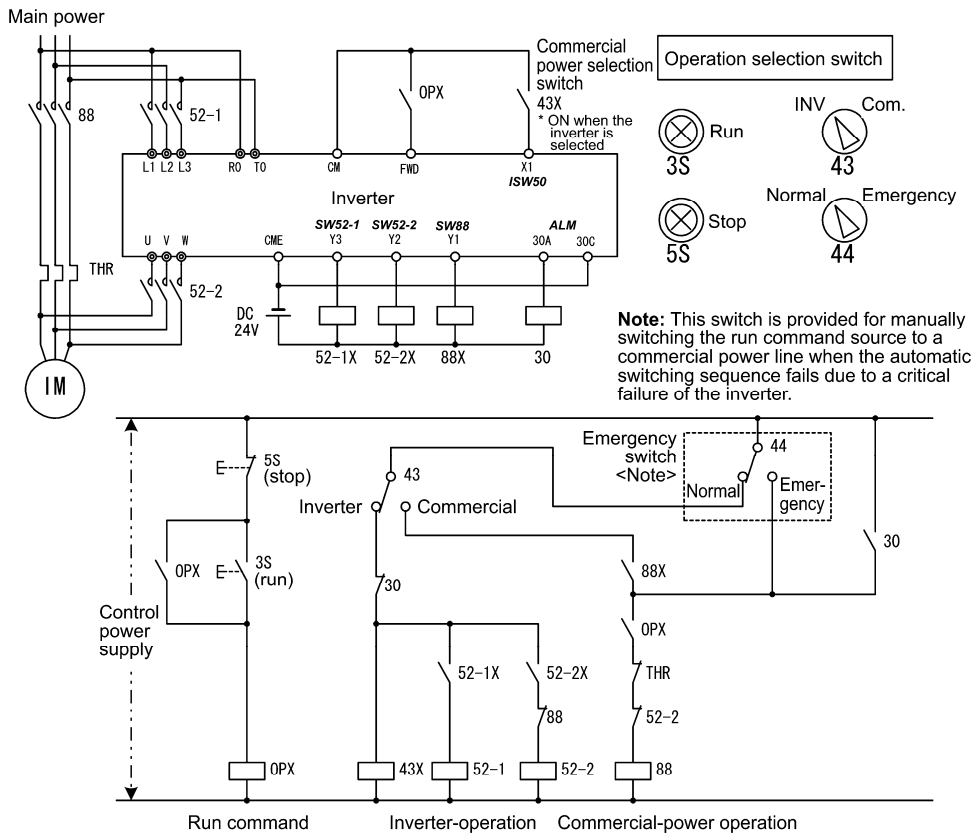 Main power
88
52-1
OPX
Commercial
power selection
switch
43X
* ON when the
inverter is
selected
Operation selection switch
Run
3S
INV
Com.
43
Stop
5S
Normal
Emergency
44
L1
L2
L3
R0
T0
CM
FWD
X1
ISW50
Inverter
U
V
W
CME
SW52-1
Y3
SW52-2
Y2
SW88
Y1
ALM
30A
30C
THR
52-2
DC
24V
52-1X
52-2X
88X
30
IM
Note: This switch is provided for manually
switching the run command source to a
commercial power line when the automatic
switching sequence fails due to a critical
failure of the inverter.
5S
(stop)
43
Inverter
Commercial
Emergency
switch
<Note>
44
Normal
Emer-
gency
30
OPX
3S
(run)
30
88X
Control
power
supply
OPX
52-1X
52-2X
THR
88
52-2
OPX
43X
52-1
52-2
88
Run command
Inverter-operation
Commercial-power operation